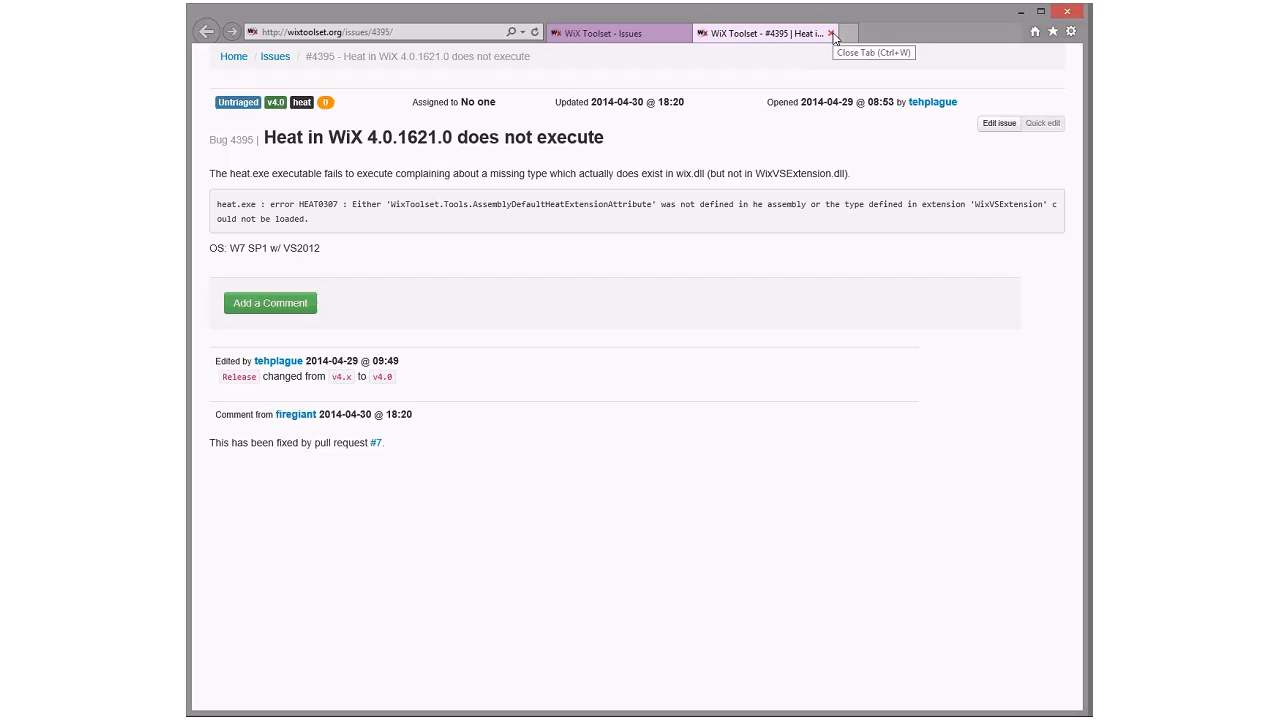 http://wixtoolset.org/issues/4395/
WiX Toolset - Issues
WiX Toolset - #4395 | Heat i...
Close Tab (Ctrl+W)
Home / Issues / #4395 - Heat in WiX 4.0.1621.0 does not execute
Untriaged v4.0 heat 0 Assigned to No one Updated 2014-04-30 @ 18:20 Opened 2014-04-29 @ 08:53 by tehplague
Edit issue Quick edit
Bug 4395 | Heat in WiX 4.0.1621.0 does not execute
The heat.exe executable fails to execute complaining about a missing type which actually does exist in wix.dll (but not in WixVSExtension.dll).
heat.exe : error HEAT0307 : Either 'WixToolset.Tools.AssemblyDefaultHeatExtensionAttribute' was not defined in he assembly or the type defined in extension 'WixVSExtension' c
ould not be loaded.
OS: W7 SP1 w/ VS2012
Add a Comment
Edited by tehplague 2014-04-29 @ 09:49
Release changed from v4.x to v4.0
Comment from firegiant 2014-04-30 @ 18:20
This has been fixed by pull request #7.